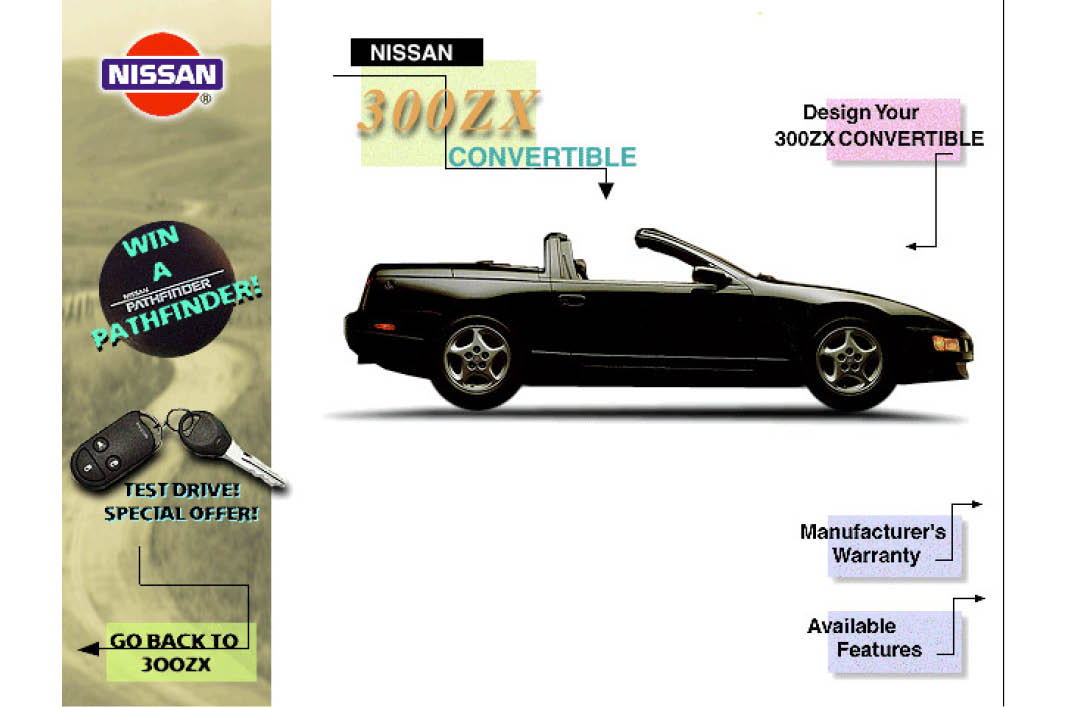 NISSAN
®
WIN
A
NISSAN
PATHFINDER
PATHFINDER!
TEST DRIVE!
SPECIAL OFFER!
GO BACK TO
300ZX
NISSAN
300ZX
CONVERTIBLE
Design Your
300ZX CONVERTIBLE
Manufacturer's
Warranty
Available
Features